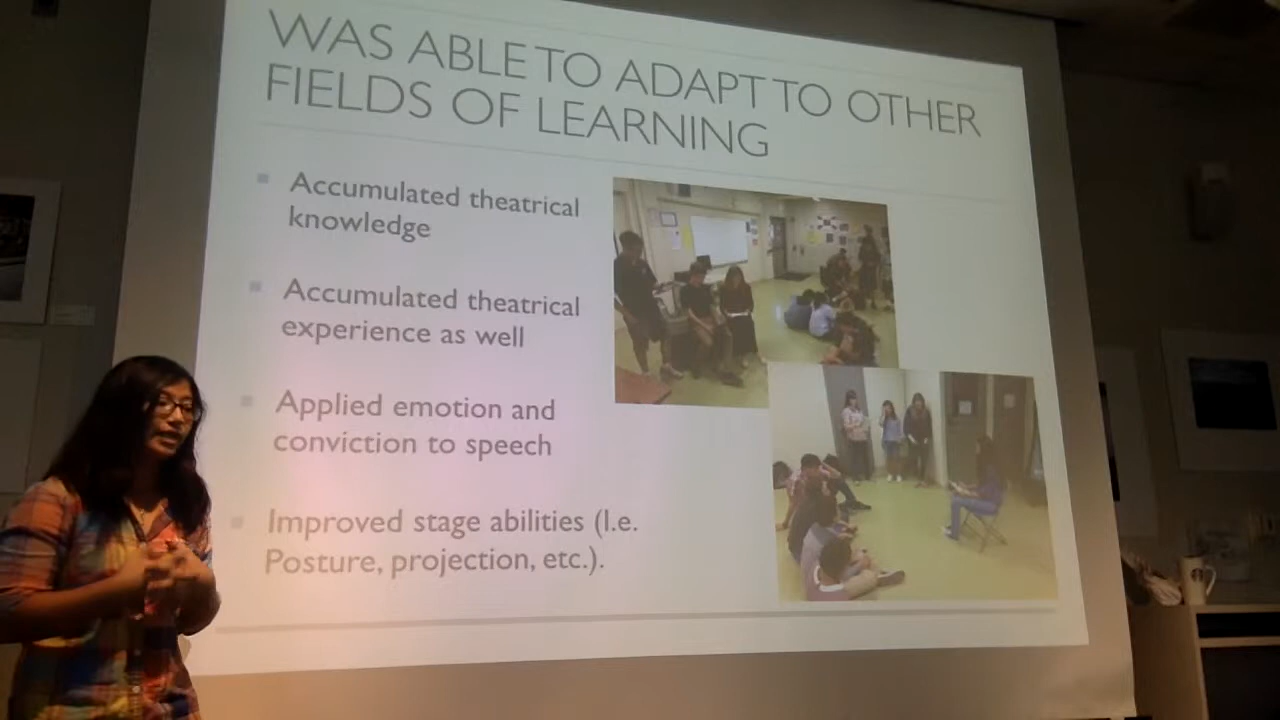 WAS ABLE TO ADAPT TO OTHER
FIELDS OF LEARNING
Accumulated theatrical
knowledge
Accumulated theatrical
experience as well
Applied emotion and
conviction to speech
Improved stage abilities (I.e.
Posture, projection, etc.).